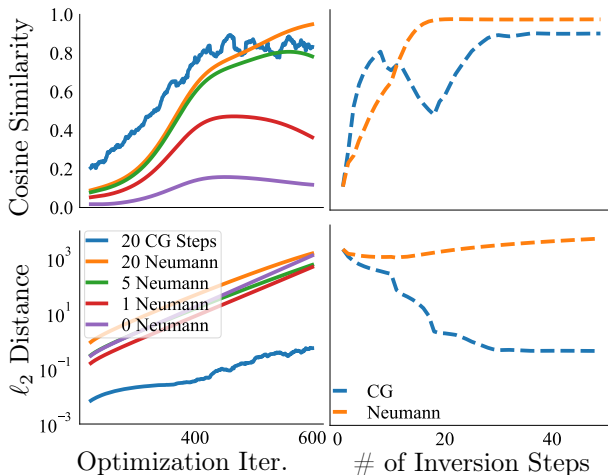 Cosine Similarity
1.0
0.8
0.6
0.4
0.2
0.0
ℓ2 Distance
10^3
10^1
10^-1
10^-3
20 CG Steps
20 Neumann
5 Neumann
1 Neumann
0 Neumann
400
600
Optimization Iter.
CG
Neumann
0
20
40
# of Inversion Steps